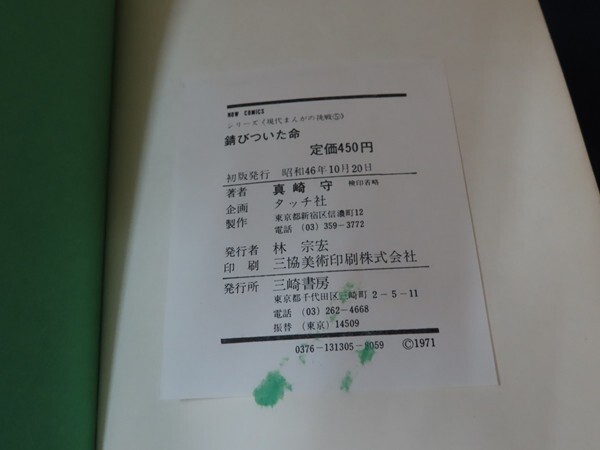 NEW COMICS
シリーズ《現代まんがの挑戦⑤》
錆びついた命
定価450円
初版発行 昭和46年10月20日
著者 真崎 守 検印省略
企画 タッチ社
製作 東京都新宿区信濃町12
電話 (03) 359-3772
発行者 林 宗宏
印刷 三協美術印刷株式会社
発行所 三崎書房
東京都千代田区三崎町 2-5-11
電話 (03) 262-4668
振替 (東京) 14509
0376-131305-8059 ©1971